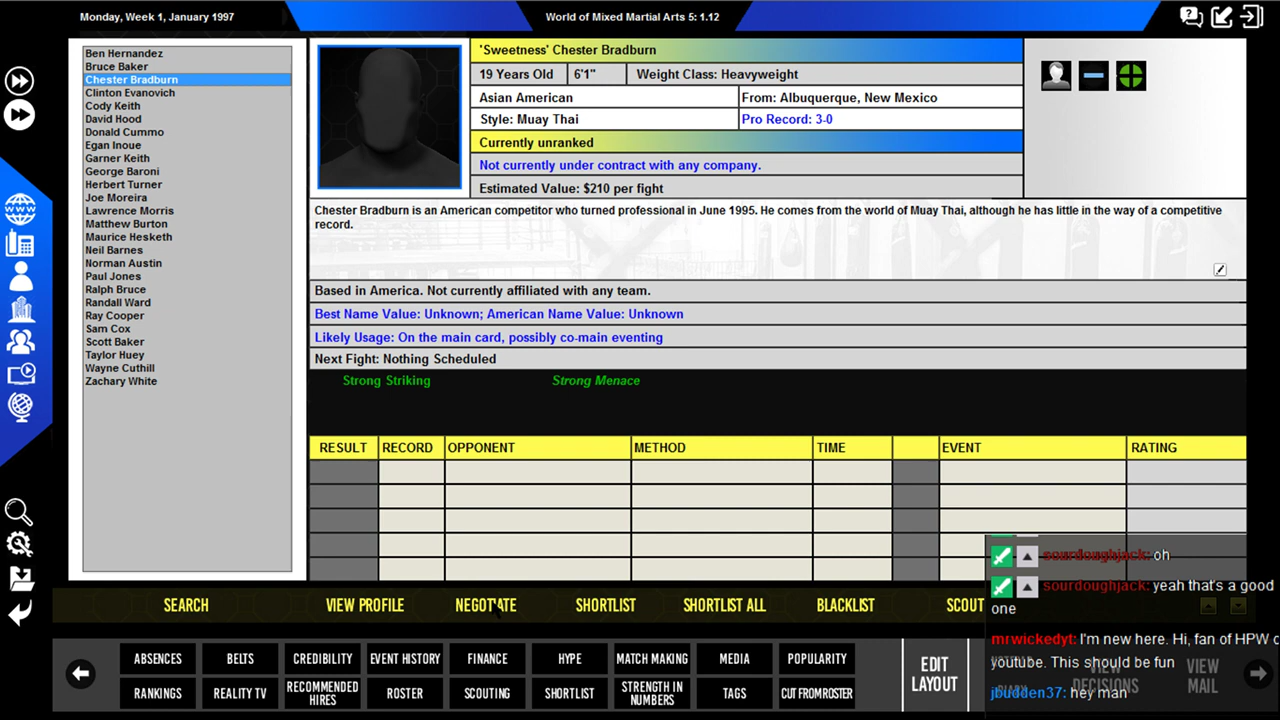 Monday, Week 1, January 1997
World of Mixed Martial Arts 5: 1.12
Ben Hernandez
Bruce Baker
Chester Bradburn
Clinton Evanovich
Cody Keith
David Hood
Donald Cummo
Egan Inoue
Garner Keith
George Baroni
Herbert Turner
Joe Moreira
Lawrence Morris
Matthew Burton
Maurice Hesketh
Neil Barnes
Norman Austin
Paul Jones
Ralph Bruce
Randall Ward
Ray Cooper
Sam Cox
Scott Baker
Taylor Huey
Wayne Cuthill
Zachary White
'Sweetness' Chester Bradburn
19 Years Old 6'1" Weight Class: Heavyweight
Asian American From: Albuquerque, New Mexico
Style: Muay Thai Pro Record: 3-0
Currently unranked
Not currently under contract with any company.
Estimated Value: $210 per fight
Chester Bradburn is an American competitor who turned professional in June 1995. He comes from the world of Muay Thai, although he has little in the way of a competitive
record.
Based in America. Not currently affiliated with any team.
Best Name Value: Unknown; American Name Value: Unknown
Likely Usage: On the main card, possibly co-main eventing
Next Fight: Nothing Scheduled
Strong Striking Strong Menace
RESULT RECORD OPPONENT METHOD TIME EVENT RATING
SEARCH VIEW PROFILE NEGOTIATE SHORTLIST SHORTLIST ALL BLACKLIST SCOUT
ABSENCES BELTS CREDIBILITY EVENT HISTORY FINANCE HYPE MATCH MAKING MEDIA POPULARITY
RANKINGS REALITY TV RECOMMENDED HIRES ROSTER SCOUTING SHORTLIST STRENGTH IN NUMBERS TAGS CUT FROM ROSTER
EDIT
LAYOUT
VIEW
DECISIONS
VIEW
MAIL
WWW
sourdoughjack: oh
sourdoughjack: yeah that's a good
one
mrwickedyt: I'm new here. Hi, fan of HPW
youtube. This should be fun
jbudden37: hey man